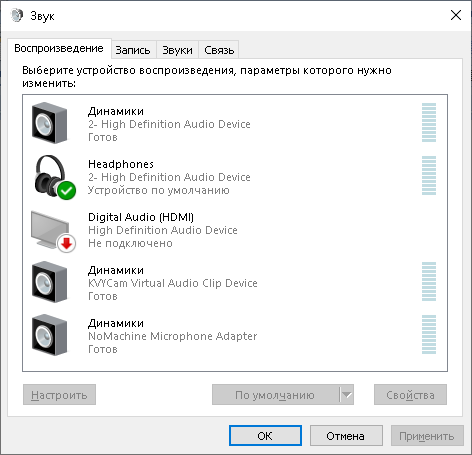 Звук
Воспроизведение Запись Звуки Связь
Выберите устройство воспроизведения, параметры которого нужно
изменить:
Динамики
2- High Definition Audio Device
Готов
Headphones
2- High Definition Audio Device
Устройство по умолчанию
Digital Audio (HDMI)
High Definition Audio Device
Не подключено
Динамики
KVYCam Virtual Audio Clip Device
Готов
Динамики
NoMachine Microphone Adapter
Готов
Настроить По умолчанию Свойства
ОК Отмена Применить